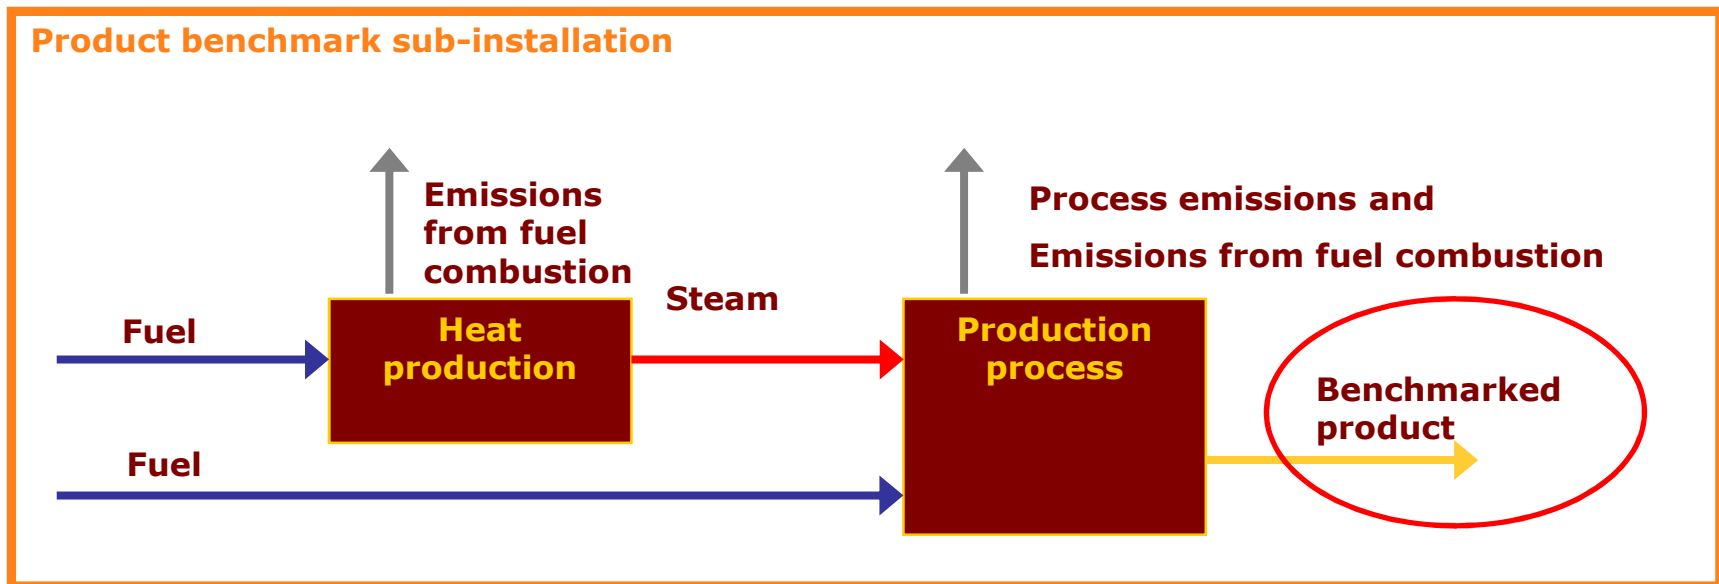 Product benchmark sub-installation
Emissions
from fuel
combustion
Process emissions and
Emissions from fuel combustion
Fuel
Heat
production
Steam
Production
process
Benchmarked
product
Fuel